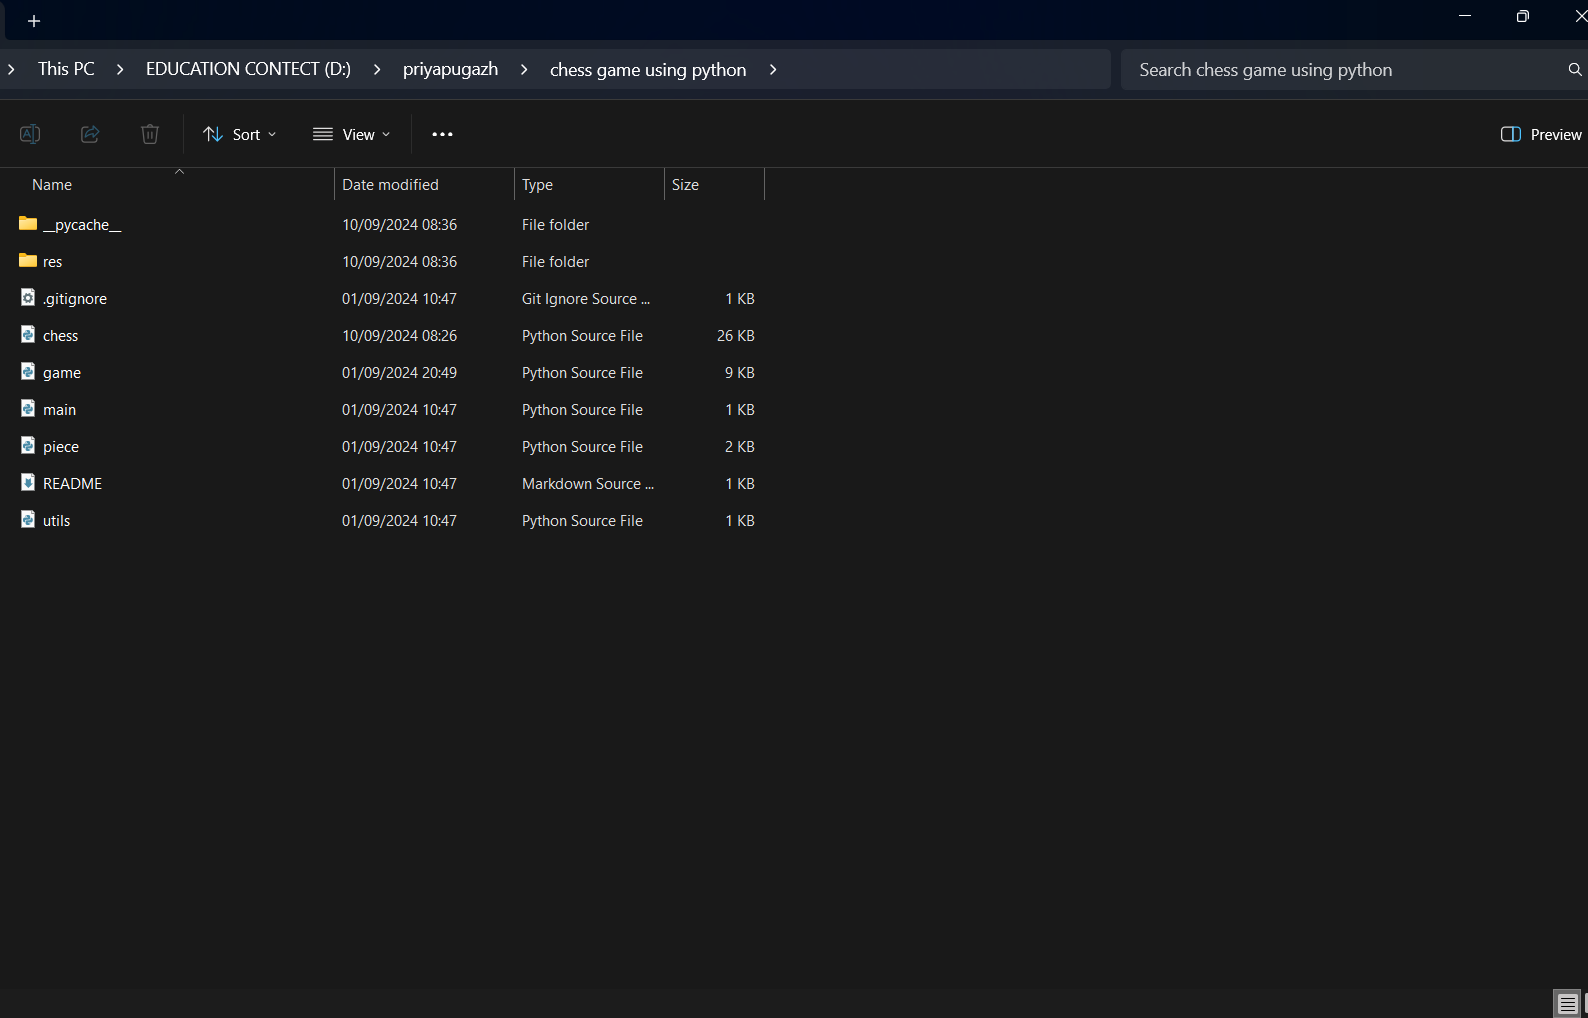 This PC > EDUCATION CONTECT (D:) > priyapugazh > chess game using python >
Search chess game using python
Sort View ••• Preview
Name Date modified Type Size
__pycache__ 10/09/2024 08:36 File folder
res 10/09/2024 08:36 File folder
.gitignore 01/09/2024 10:47 Git Ignore Source ... 1 KB
chess 10/09/2024 08:26 Python Source File 26 KB
game 01/09/2024 20:49 Python Source File 9 KB
main 01/09/2024 10:47 Python Source File 1 KB
piece 01/09/2024 10:47 Python Source File 2 KB
README 01/09/2024 10:47 Markdown Source ... 1 KB
utils 01/09/2024 10:47 Python Source File 1 KB